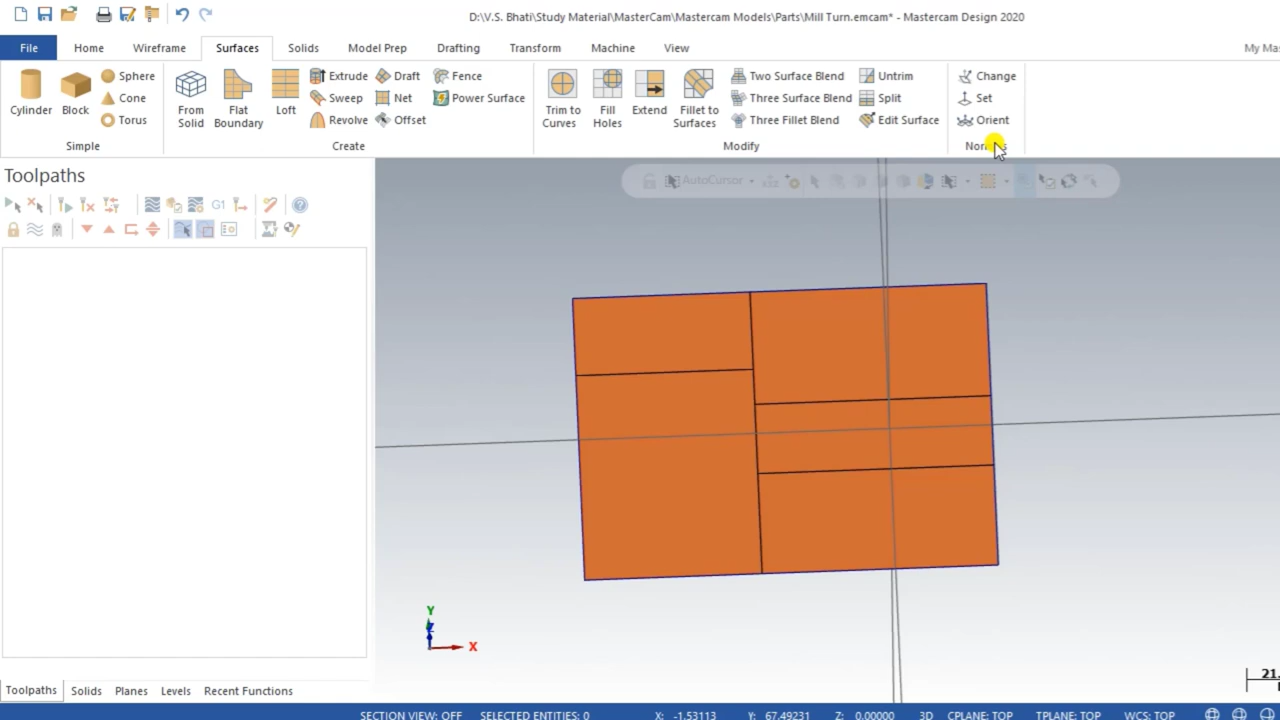 D:\V.S. Bhati\Study Material\MasterCam\Mastercam Models\Parts\Mill Turn.emcam* - Mastercam Design 2020
File Home Wireframe Surfaces Solids Model Prep Drafting Transform Machine View My Mas
Cylinder Block Sphere Cone Torus
Simple
From Solid Flat Boundary Loft Extrude Sweep Revolve Draft Net Offset Fence Power Surface
Create
Trim to Curves Fill Holes Extend Fillet to Surfaces Two Surface Blend Three Surface Blend Three Fillet Blend Untrim Split Edit Surface
Modify
Change Set Orient
Toolpaths
AutoCursor
G1
Y
Z
X
21.
Toolpaths Solids Planes Levels Recent Functions
SECTION VIEW: OFF SELECTED ENTITIES: 0 X: -1.53113 Y: 67.49231 Z: 0.00000 3D CPLANE: TOP TPLANE: TOP WCS: TOP